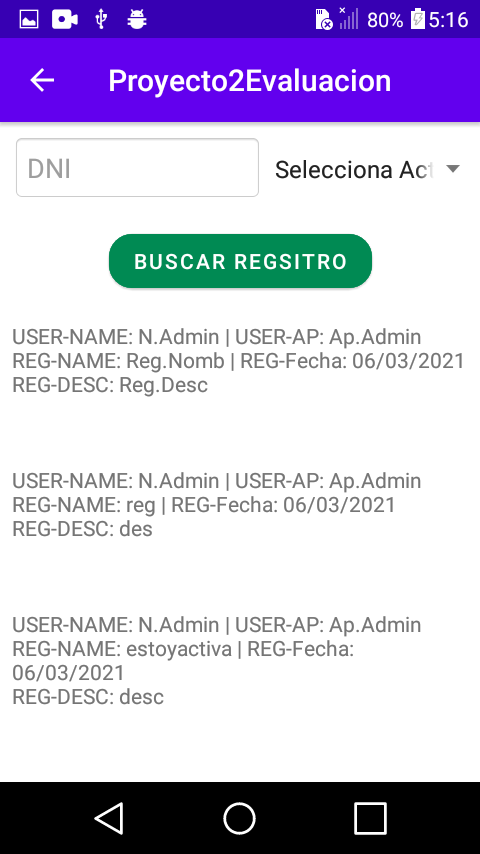 80% 5:16
Proyecto2Evaluacion
DNI Selecciona Act
BUSCAR REGSITRO
USER-NAME: N.Admin | USER-AP: Ap.Admin
REG-NAME: Reg.Nomb | REG-Fecha: 06/03/2021
REG-DESC: Reg.Desc
USER-NAME: N.Admin | USER-AP: Ap.Admin
REG-NAME: reg | REG-Fecha: 06/03/2021
REG-DESC: des
USER-NAME: N.Admin | USER-AP: Ap.Admin
REG-NAME: estoyactiva | REG-Fecha:
06/03/2021
REG-DESC: desc